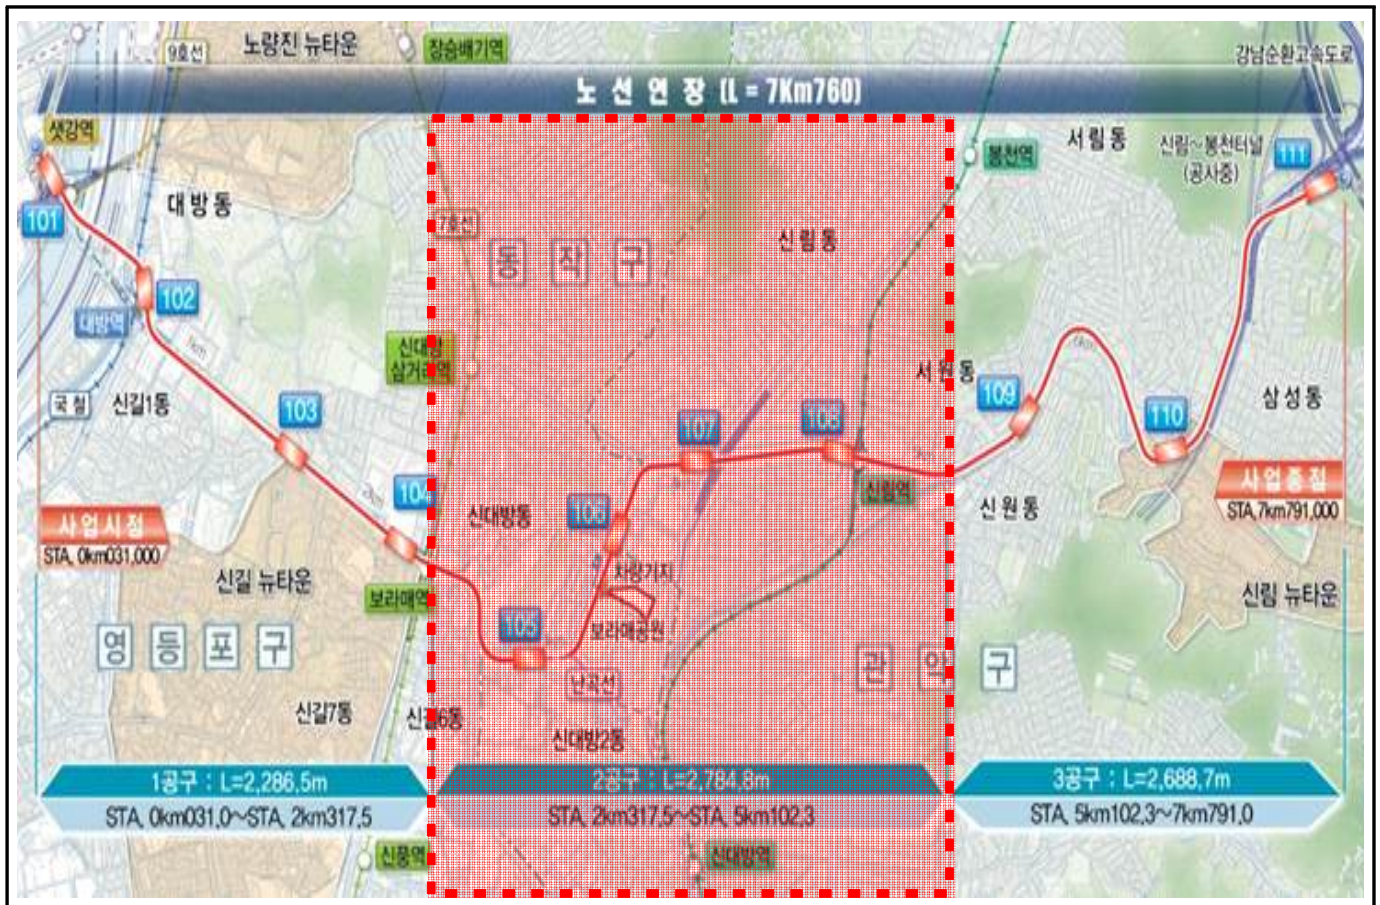 9호선
노량진 뉴타운
장승배기역
강남순환고속도로
노 선 연 장 (L = 7Km760)
샛강역
서림동
신림~봉천터널
(공사중)
111
봉천역
101
대방동
7호선
동작구
신림동
102
대방역
1km
신대방
삼거리역
서원동
국철
신길1동
103
109
110
삼성동
107
108
2km
104
신림역
사업종점
STA, 7km791,000
사업시점
STA, 0km031,000
신대방동
106
신원동
차량기지
신길 뉴타운
보라매역
신림 뉴타운
105
보라매공원
영등포구
관악구
난곡선
신길7동
신길6동
신대방2동
1공구 : L=2,286,5m
2공구 : L=2,784,8m
3공구 : L=2,688,7m
STA, 0km031,0~STA, 2km317,5
STA, 2km317,5~STA, 5km102,3
STA, 5km102,3~7km791,0
신풍역
신대방역